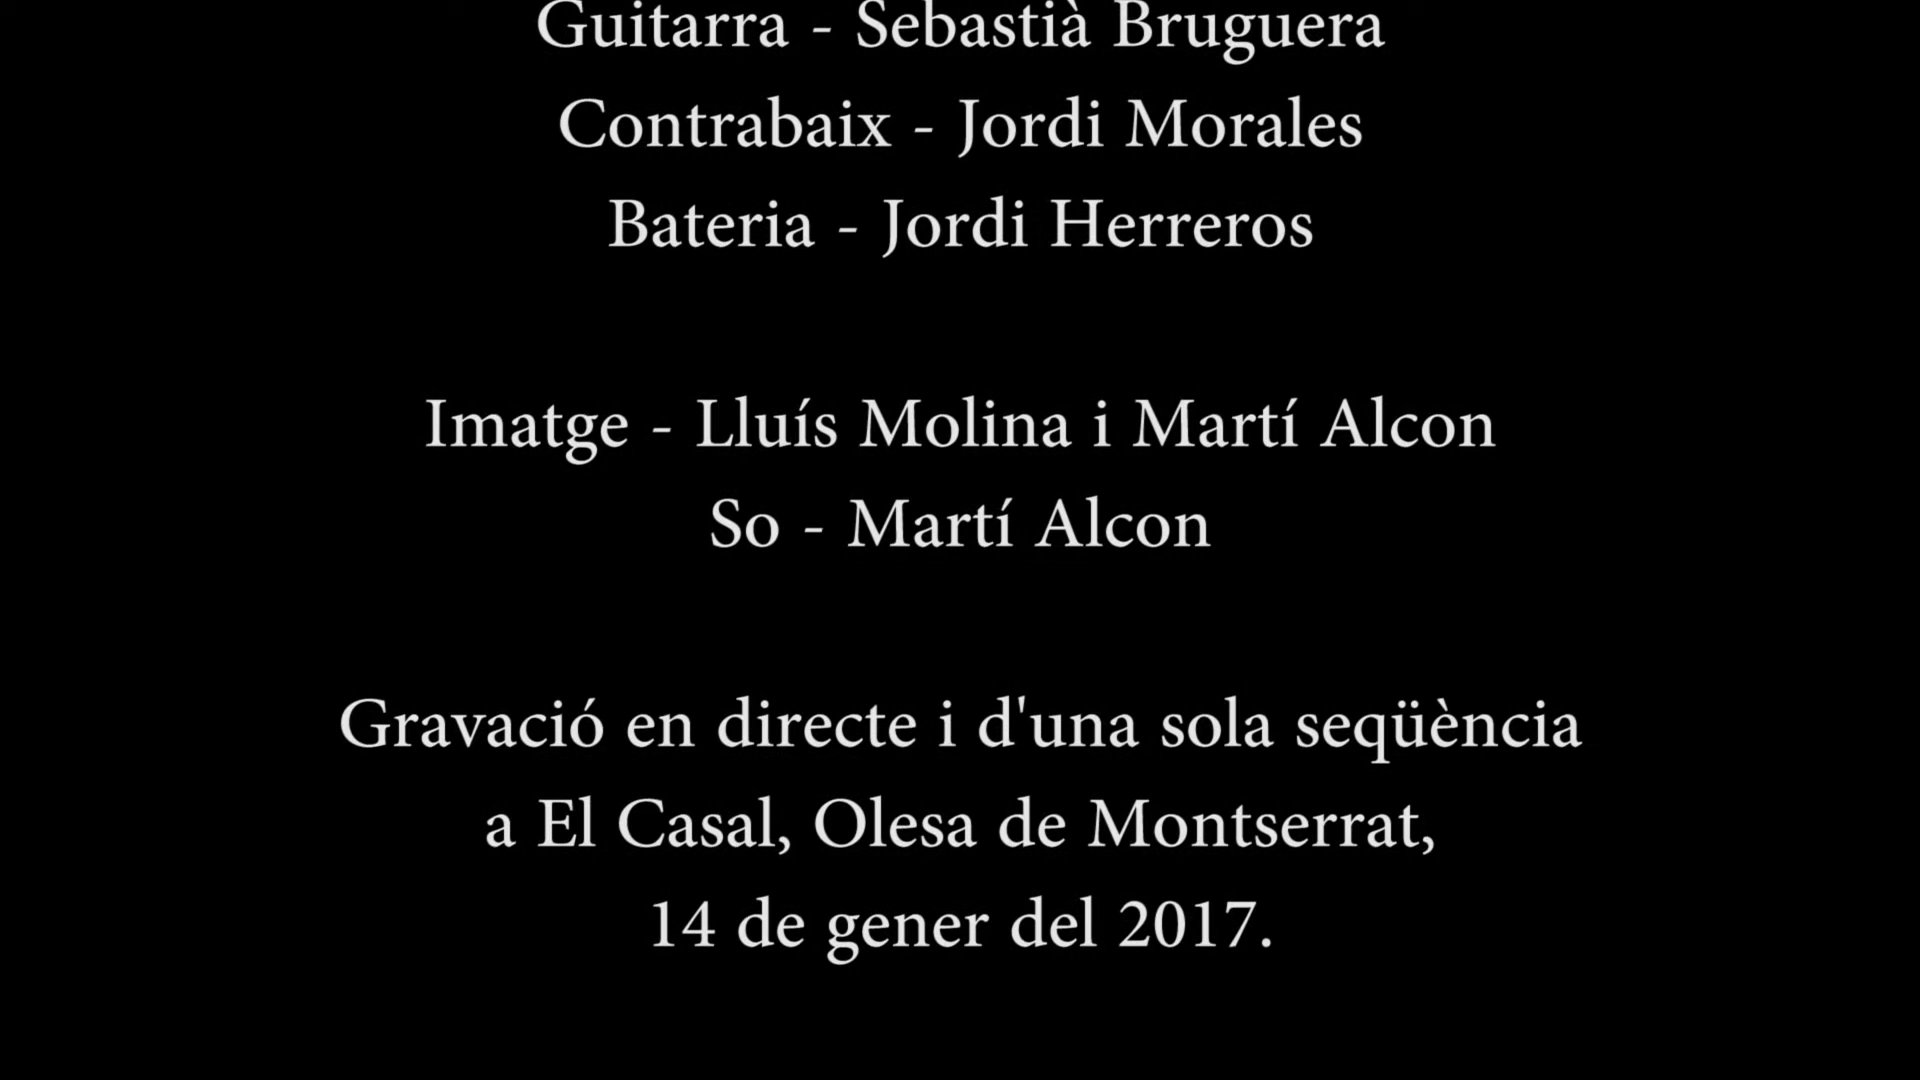 Guitarra - Sebastià Bruguera
Contrabaix - Jordi Morales
Bateria - Jordi Herreros
Imatge - Lluís Molina i Martí Alcon
So - Martí Alcon
Gravació en directe i d'una sola seqüència
a El Casal, Olesa de Montserrat,
14 de gener del 2017.